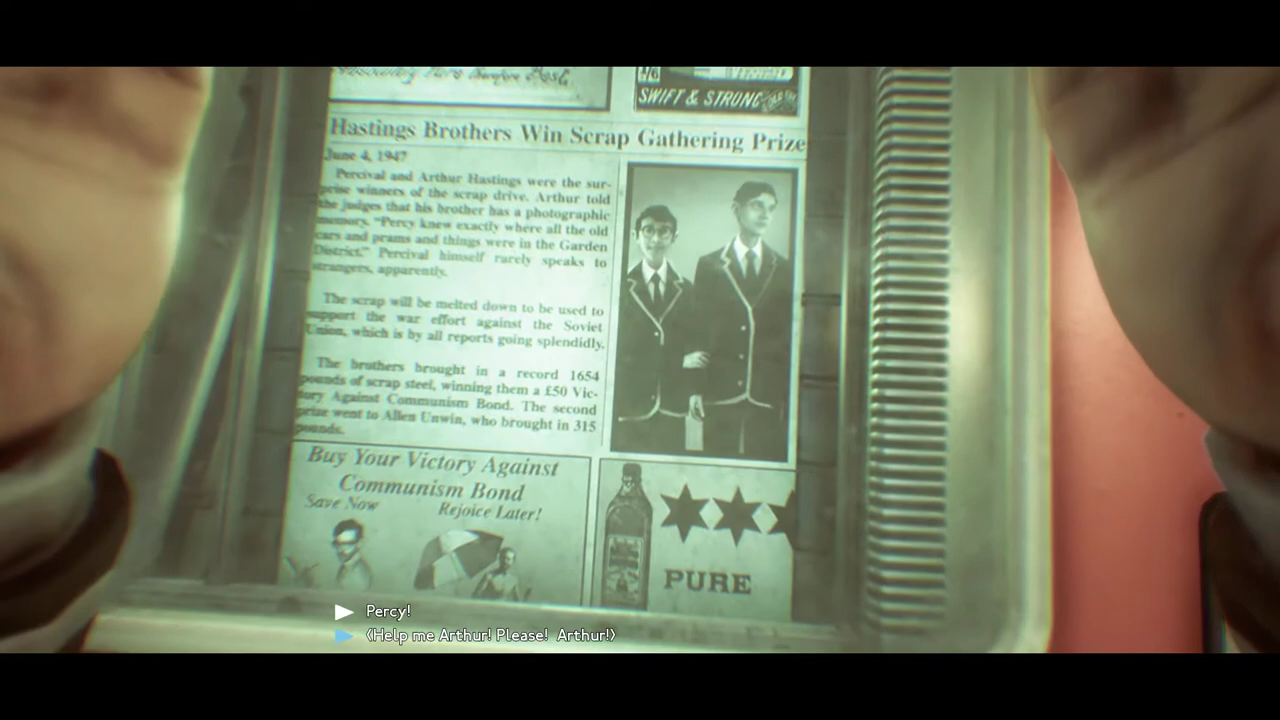 SWIFT & STRONG
Hastings Brothers Win Scrap Gathering Prize
June 4, 1947
Percival and Arthur Hastings were the sur-
prise winners of the scrap drive. Arthur told
the judges that his brother has a photographic
memory. "Percy knew exactly where all the old
cars and prams and things were in the Garden
District." Percival himself rarely speaks to
strangers, apparently.
The scrap will be melted down to be used to
support the war effort against the Soviet
Union, which is by all reports going splendidly.
The brothers brought in a record 1654
pounds of scrap steel, winning them a £50 Vic-
tory Against Communism Bond. The second
prize went to Allen Unwin, who brought in 315
pounds.
Buy Your Victory Against
Communism Bond
Save Now Rejoice Later!
PURE
Percy!
(Help me Arthur! Please! Arthur!)